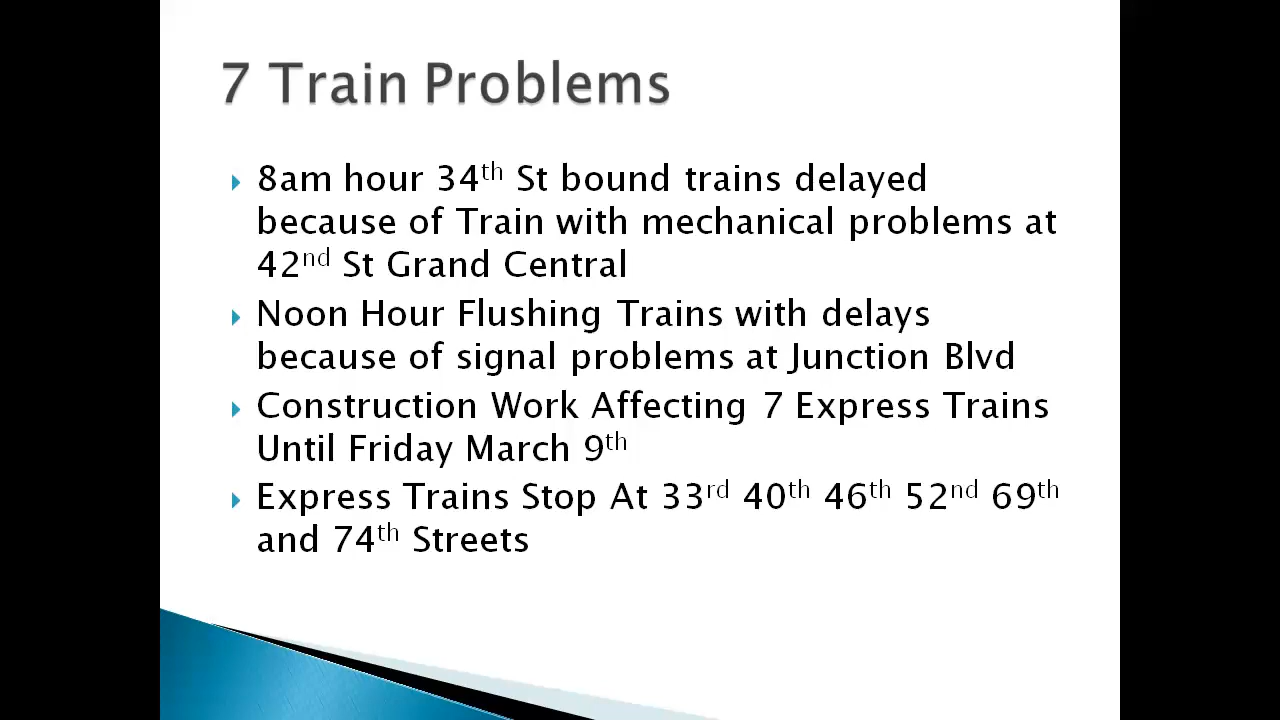 7 Train Problems
8am hour 34th St bound trains delayed
because of Train with mechanical problems at
42nd St Grand Central
Noon Hour Flushing Trains with delays
because of signal problems at Junction Blvd
Construction Work Affecting 7 Express Trains
Until Friday March 9th
Express Trains Stop At 33rd 40th 46th 52nd 69th
and 74th Streets